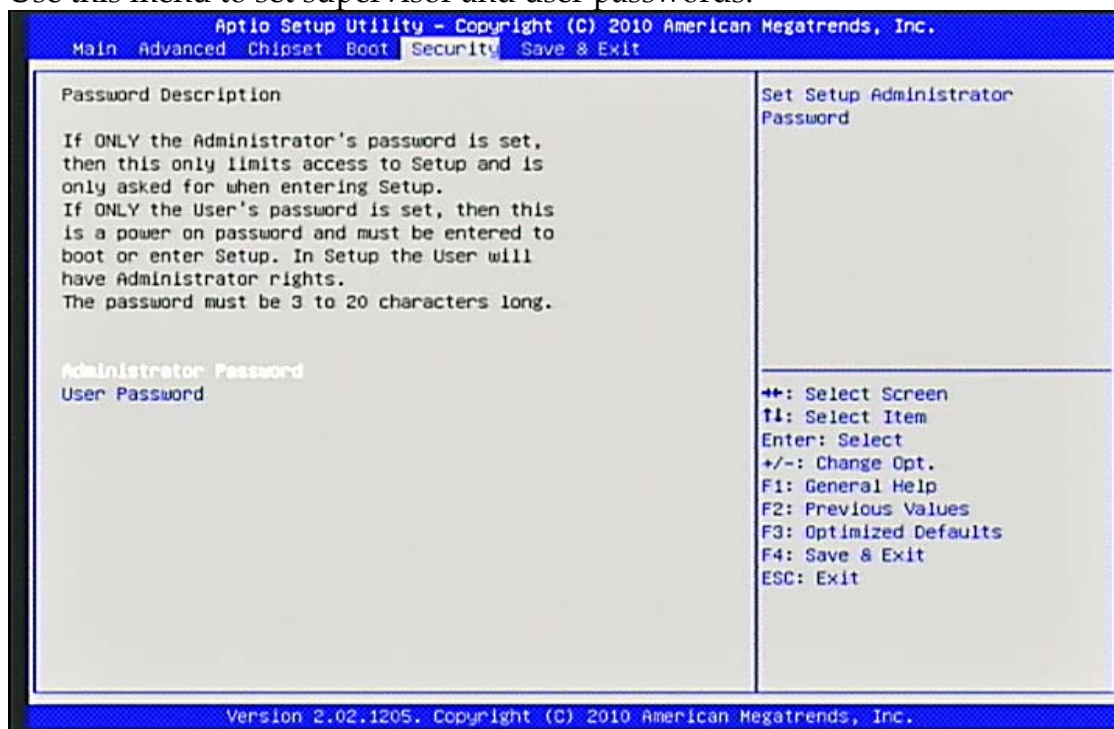 Use this menu to set supervisor and user passwords.
Aptio Setup Utility – Copyright (C) 2010 American Megatrends, Inc.
Main Advanced Chipset Boot Security Save & Exit
Password Description
If ONLY the Administrator's password is set,
then this only limits access to Setup and is
only asked for when entering Setup.
If ONLY the User's password is set, then this
is a power on password and must be entered to
boot or enter Setup. In Setup the User will
have Administrator rights.
The password must be 3 to 20 characters long.
Administrator Password
User Password
Set Setup Administrator
Password
→←: Select Screen
↑↓: Select Item
Enter: Select
+/-: Change Opt.
F1: General Help
F2: Previous Values
F3: Optimized Defaults
F4: Save & Exit
ESC: Exit
Version 2.02.1205. Copyright (C) 2010 American Megatrends, Inc.